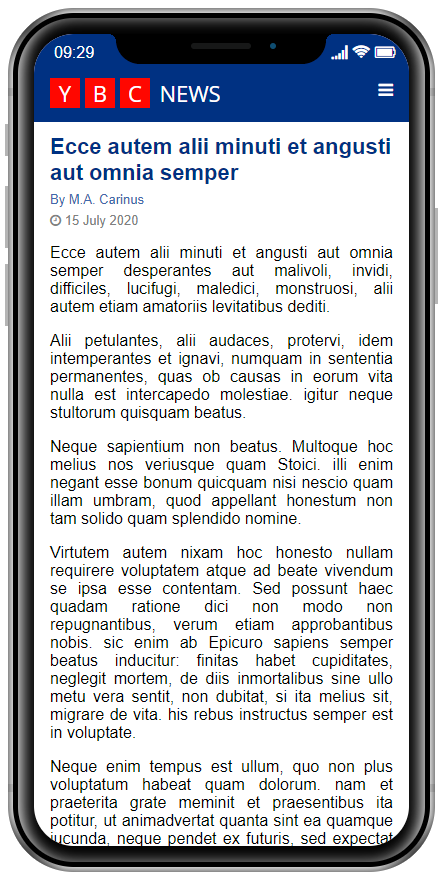 09:29
Y B C NEWS
Ecce autem alii minuti et angusti
aut omnia semper
By M.A. Carinus
15 July 2020
Ecce autem alii minuti et angusti aut omnia
semper desperantes aut malivoli, invidi,
difficiles, lucifugi, maledici, monstruosi, alii
autem etiam amatoriis levitatibus dediti.
Alii petulantes, alii audaces, protervi, idem
intemperantes et ignavi, numquam in sententia
permanentes, quas ob causas in eorum vita
nulla est intercapedo molestiae. igitur neque
stultorum quisquam beatus.
Neque sapientium non beatus. Multoque hoc
melius nos veriusque quam Stoici. illi enim
negant esse bonum quicquam nisi nescio quam
illam umbram, quod appellant honestum non
tam solido quam splendido nomine.
Virtutem autem nixam hoc honesto nullam
requirere voluptatem atque ad beate vivendum
se ipsa esse contentam. Sed possunt haec
quadam ratione dici non modo non
repugnantibus, verum etiam approbantibus
nobis. sic enim ab Epicuro sapiens semper
beatus inducitur: finitas habet cupiditates,
neglegit mortem, de diis inmortalibus sine ullo
metu vera sentit, non dubitat, si ita melius sit,
migrare de vita. his rebus instructus semper est
in voluptate.
Neque enim tempus est ullum, quo non plus
voluptatum habeat quam dolorum. nam et
praeterita grate meminit et praesentibus ita
potitur, ut animadvertat quanta sint ea quamque
iucunda, neque pendet ex futuris, sed expectat